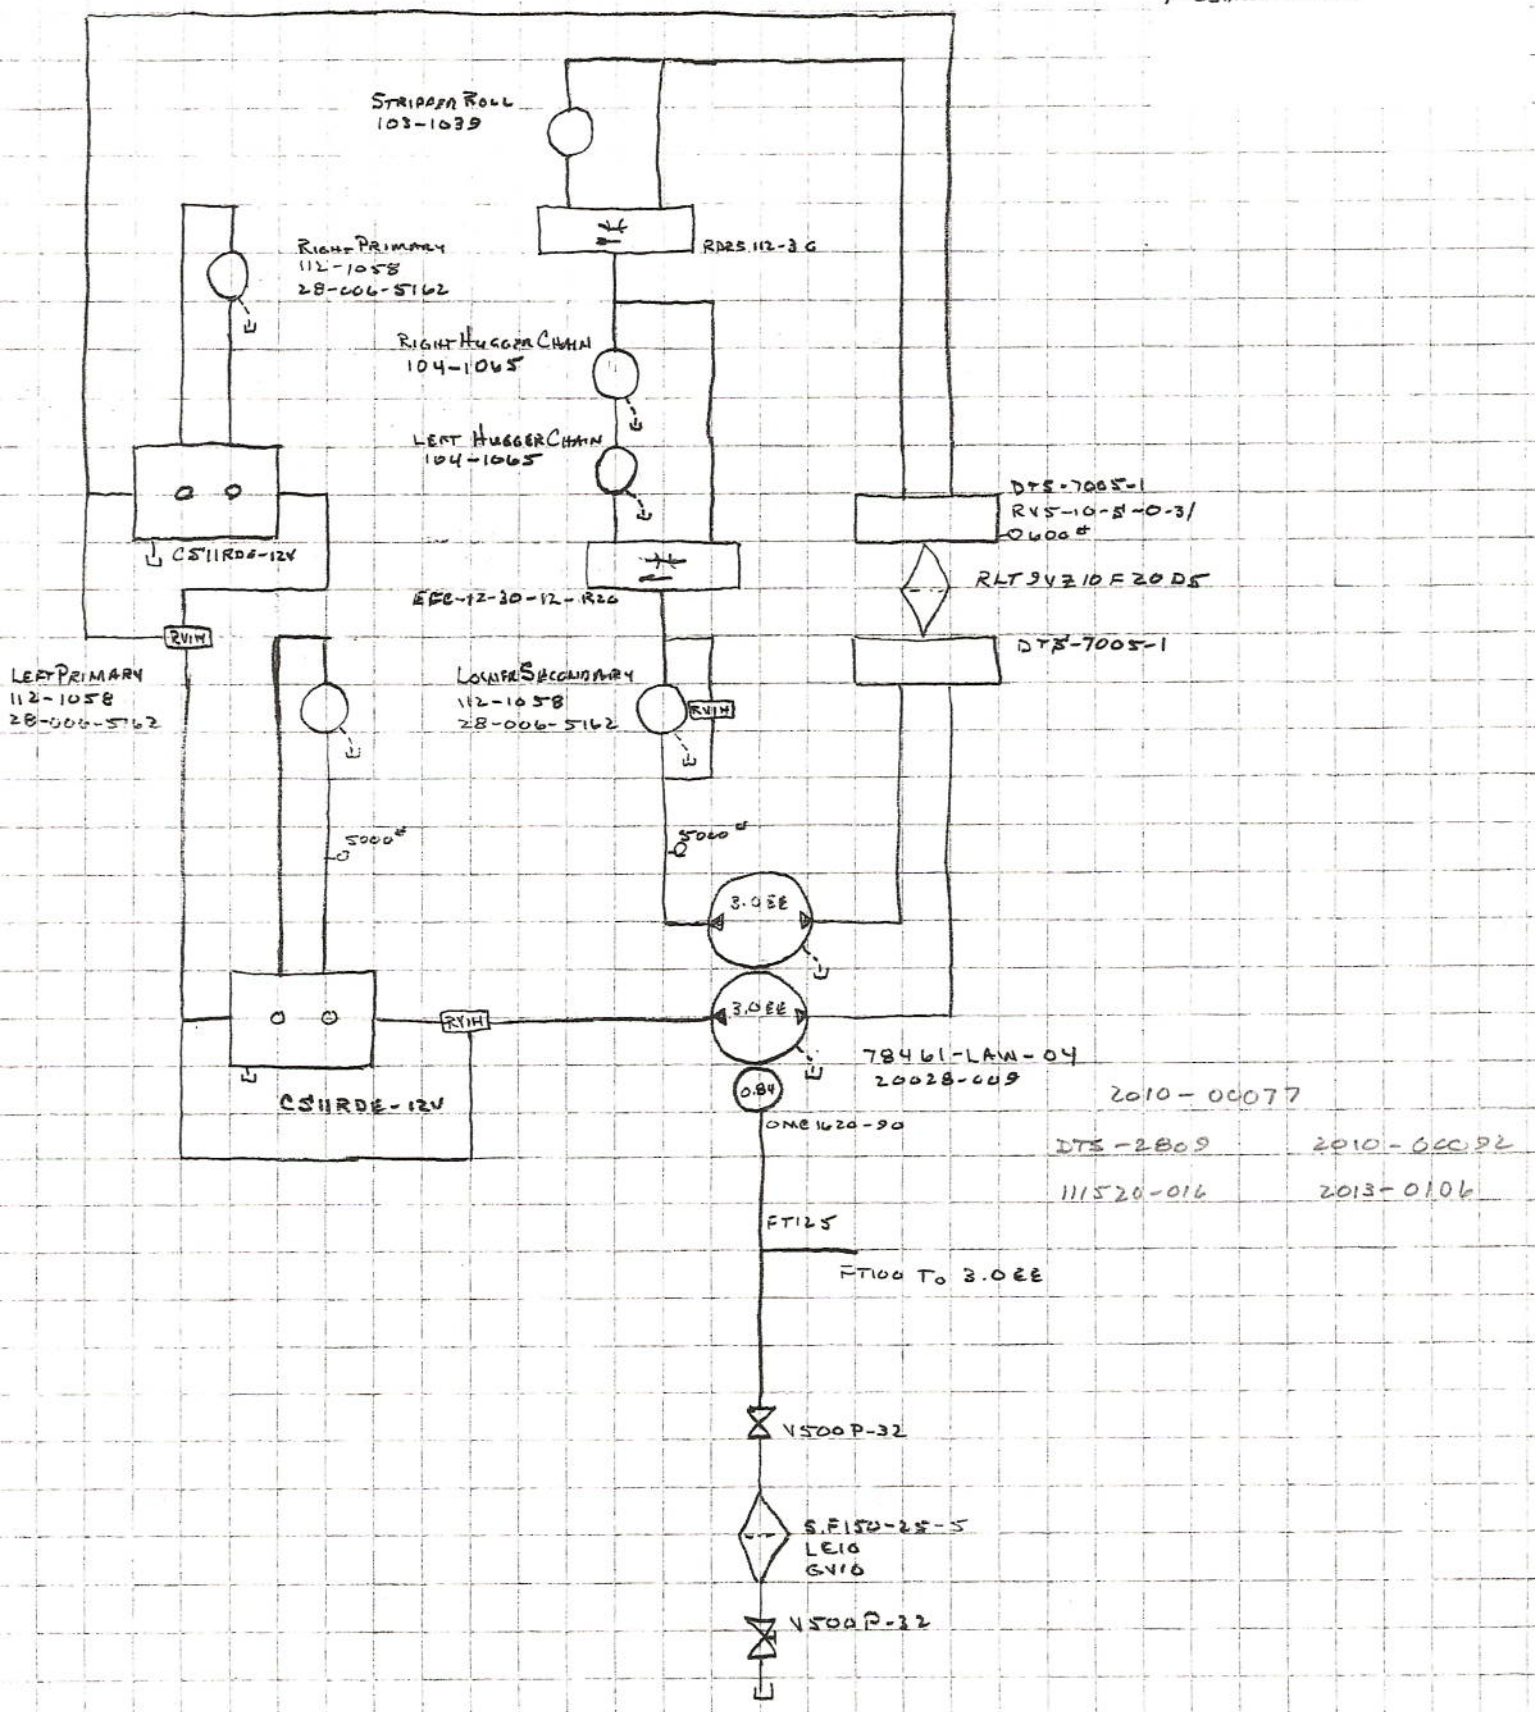 STRIPPER ROLL
103-1039
RIGHT PRIMARY
112-1058
28-006-5162
RDRS.112-3 G
RIGHT HUGGER CHAIN
104-1065
LEFT HUGGER CHAIN
104-1065
DTS-7005-1
RV5-10-S-0-3/
0600#
CS11RDE-12V
RLT9VZ10F20D5
EFC-12-30-12-R26
RV1H
DTS-7005-1
LEFT PRIMARY
112-1058
28-006-5162
LOWER SECONDARY
112-1058
28-006-5162
RV1H
5000#
5000#
3.0EE
3.0EE
RV1H
78461-LAW-04
20028-009
0.84
2010-00077
CS11RDE-12V
OMC1620-90
DTS-2809
2010-00092
111520-016
2013-0106
FT125
FT100 To 3.0EE
V500P-32
S.F150-25-5
LE10
GV10
V500P-32